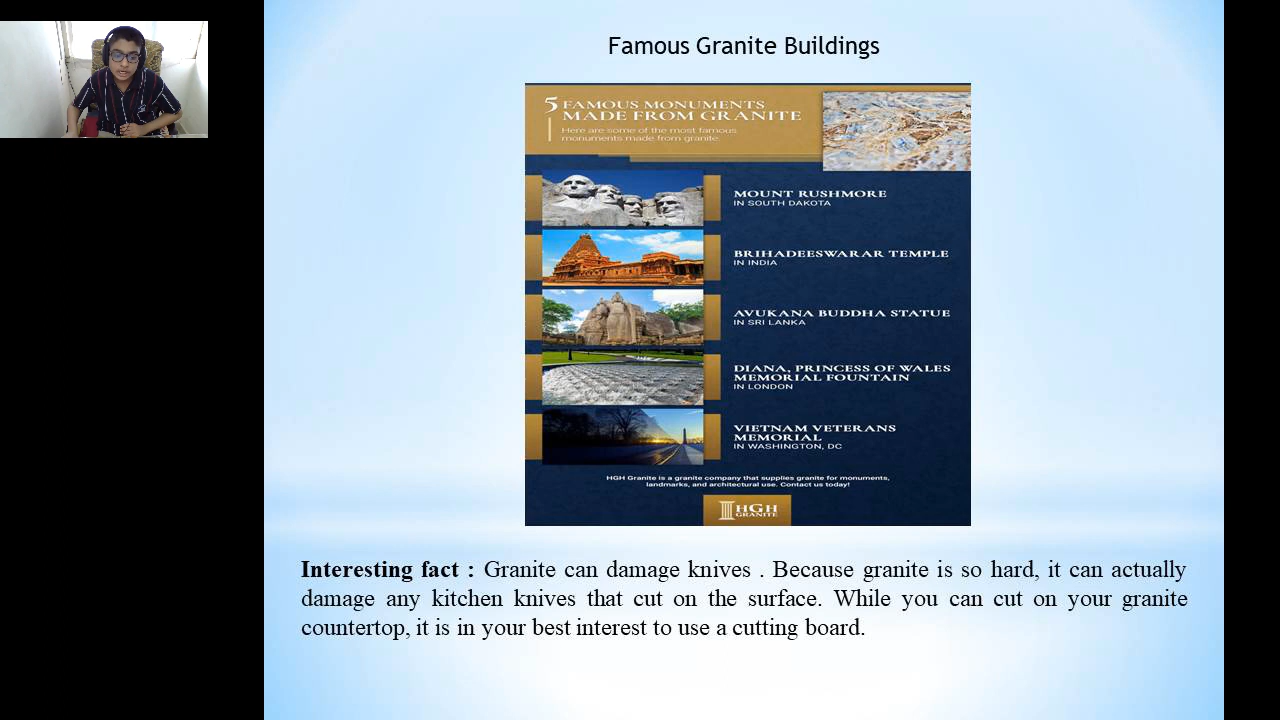 Famous Granite Buildings
5 FAMOUS MONUMENTS
MADE FROM GRANITE
Here are some of the most famous
monuments made from granite.
MOUNT RUSHMORE
IN SOUTH DAKOTA
BRIHADEESWARAR TEMPLE
IN INDIA
AVUKANA BUDDHA STATUE
IN SRI LANKA
DIANA, PRINCESS OF WALES
MEMORIAL FOUNTAIN
IN LONDON
VIETNAM VETERANS
MEMORIAL
IN WASHINGTON, DC
HGH Granite is a granite company that supplies granite for monuments,
landmarks, and architectural use. Contact us today!
HGH
GRANITE
Interesting fact : Granite can damage knives . Because granite is so hard, it can actually
damage any kitchen knives that cut on the surface. While you can cut on your granite
countertop, it is in your best interest to use a cutting board.